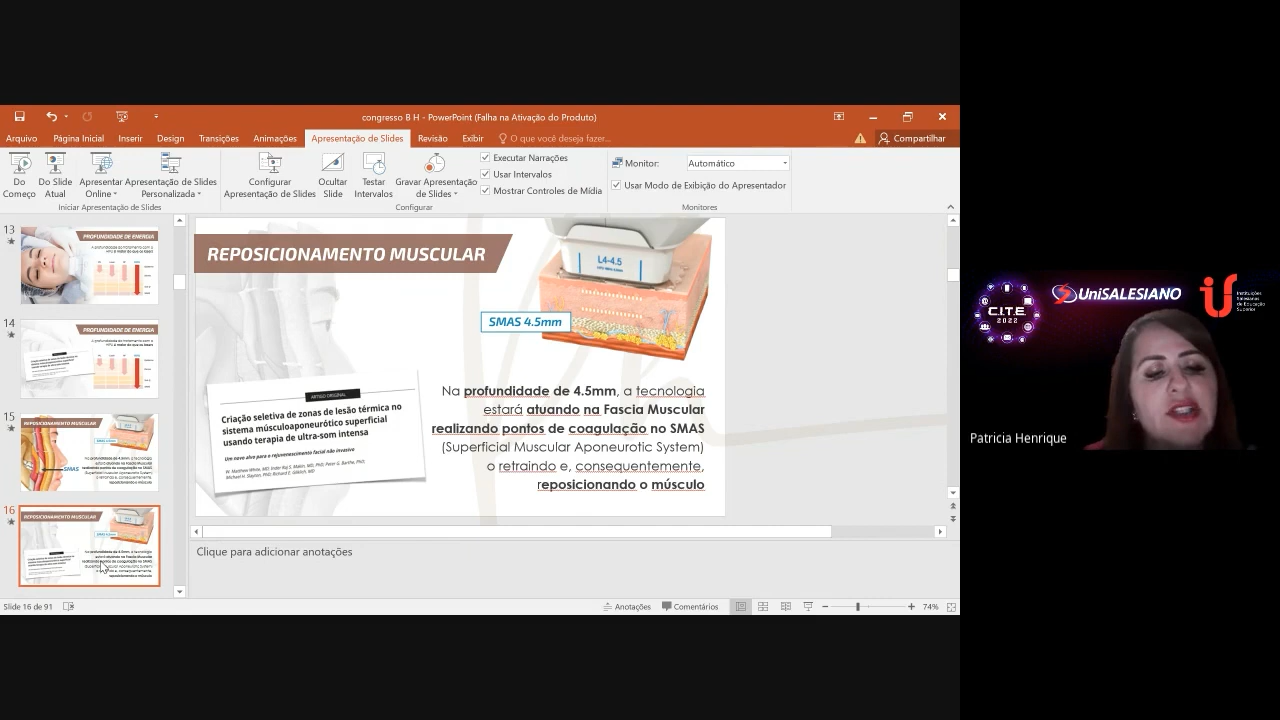 congresso B H - PowerPoint (Falha na Ativação do Produto)
Arquivo Página Inicial Inserir Design Transições Animações Apresentação de Slides Revisão Exibir O que você deseja fazer... Compartilhar
Do Começo
Do Slide Atual
Apresentar Online
Apresentação de Slides Personalizada
Configurar Apresentação de Slides
Ocultar Slide
Testar Intervalos
Gravar Apresentação de Slides
Executar Narrações
Usar Intervalos
Mostrar Controles de Mídia
Monitor: Automático
Usar Modo de Exibição do Apresentador
Iniciar Apresentação de Slides Configurar Monitores
13
PROFUNDIDADE DE ENERGIA
14
PROFUNDIDADE DE ENERGIA
15
REPOSICIONAMENTO MUSCULAR
SMAS
16
REPOSICIONAMENTO MUSCULAR
REPOSICIONAMENTO MUSCULAR
L4-4.5
SMAS 4.5mm
ARTIGO ORIGINAL
Criação seletiva de zonas de lesão térmica no
sistema músculoaponeurótico superficial
usando terapia de ultra-som intensa
Um novo alvo para o rejuvenescimento facial não invasivo
Na profundidade de 4.5mm, a tecnologia
estará atuando na Fascia Muscular
realizando pontos de coagulação no SMAS
(Superficial Muscular Aponeurotic System)
o retraindo e, consequentemente,
reposicionando o músculo
Clique para adicionar anotações
Slide 16 de 91 Anotações Comentários 74%
C.I.T.E.
2022
UniSALESIANO
Instituições
Salesianas
de Educação
Superior
Patricia Henrique